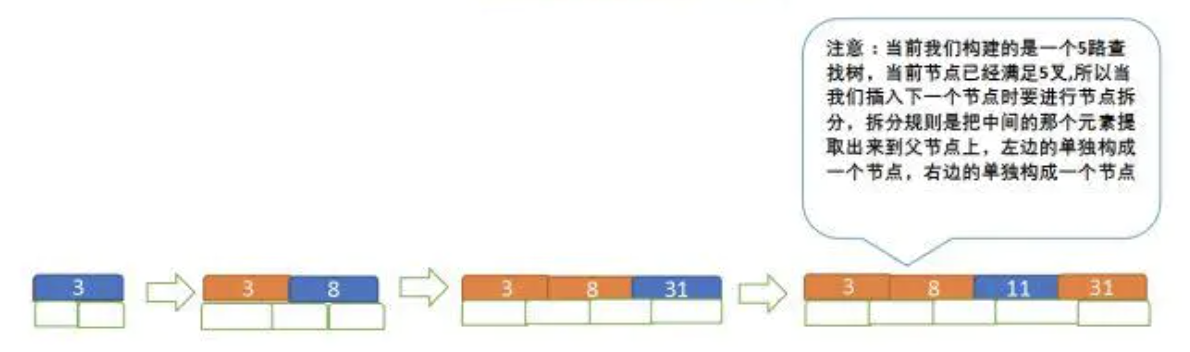 注意：当前我们构建的是一个5路查
找树，当前节点已经满足5叉,所以当
我们插入下一个节点时要进行节点拆
分，拆分规则是把中间的那个元素提
取出来到父节点上，左边的单独构成
一个节点，右边的单独构成一个节点
3
3 8
3 8 31
3 8 11 31